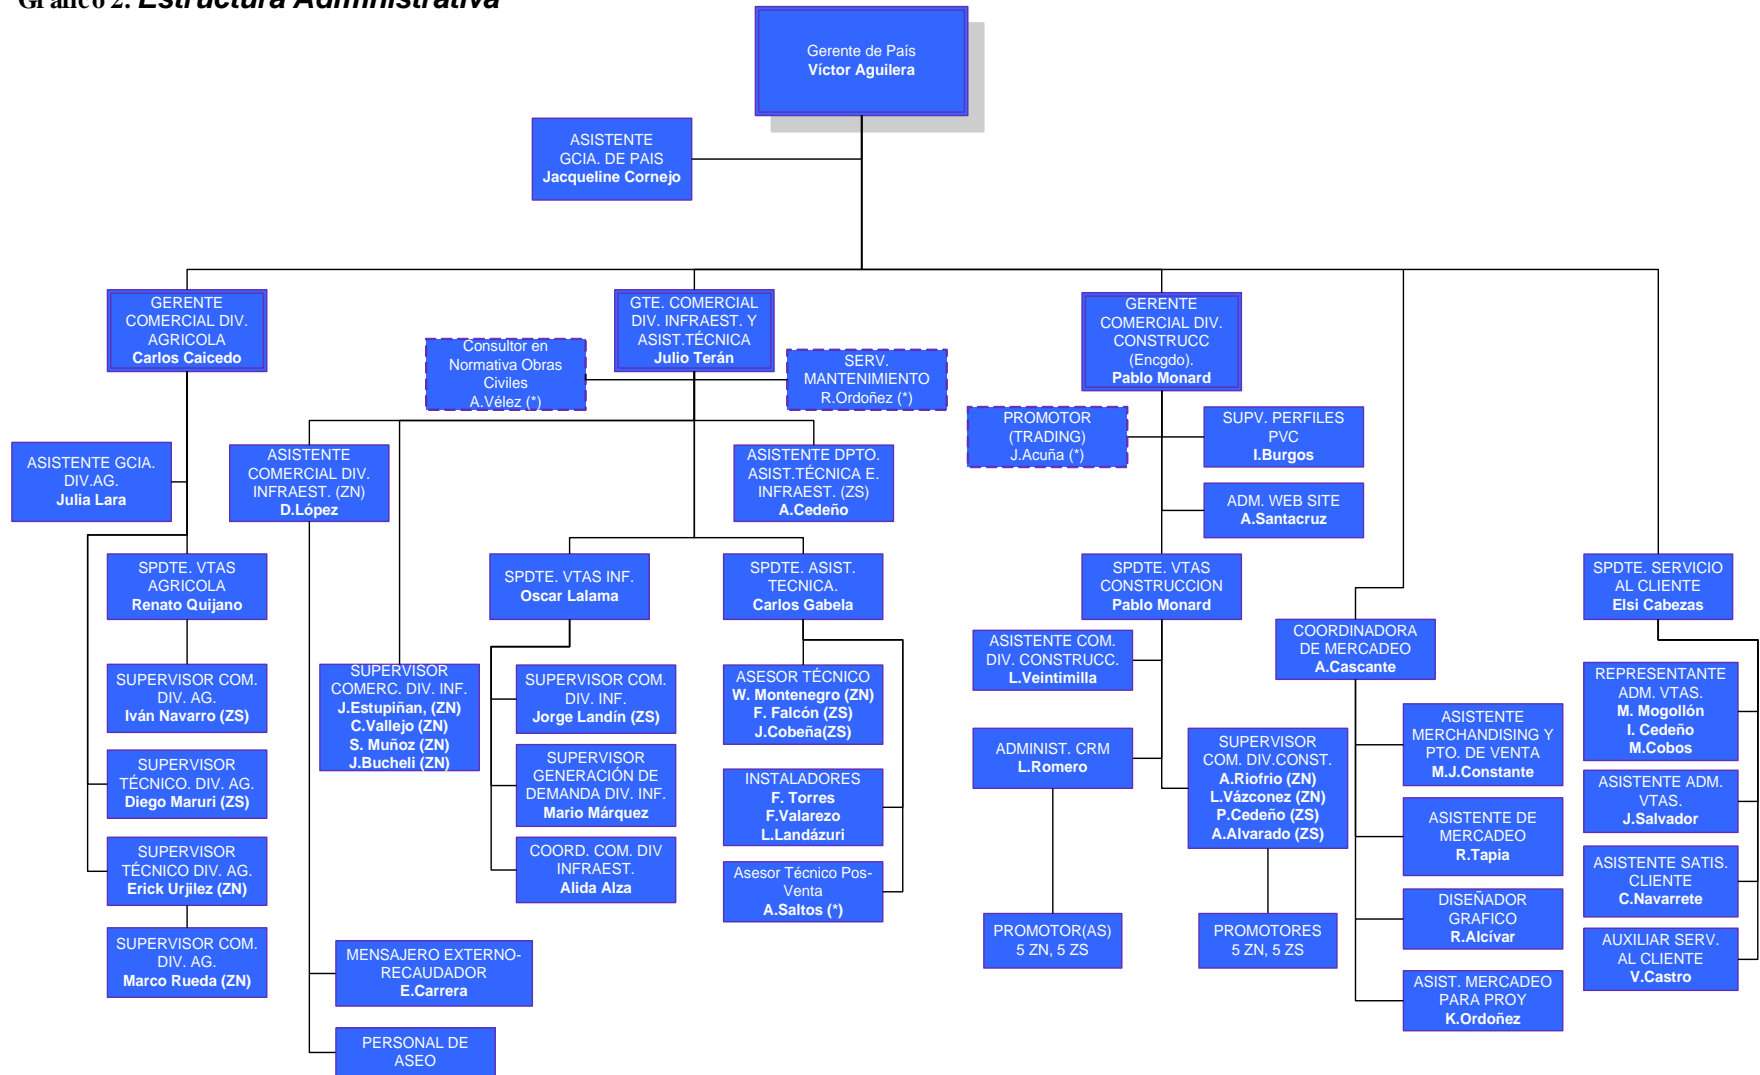 Gráfico 2. Estructura Administrativa
Gerente de País
Víctor Aguilera
ASISTENTE
GCIA. DE PAIS
Jacqueline Cornejo
GERENTE
COMERCIAL DIV.
AGRICOLA
Carlos Caicedo
GTE. COMERCIAL
DIV. INFRAEST. Y
ASIST.TÉCNICA
Julio Terán
GERENTE
COMERCIAL DIV.
CONSTRUCC
(Encgdo).
Pablo Monard
Consultor en
Normativa Obras
Civiles
A.Vélez (*)
SERV.
MANTENIMIENTO
R.Ordoñez (*)
PROMOTOR
(TRADING)
J.Acuña (*)
SUPV. PERFILES
PVC
I.Burgos
ASISTENTE GCIA.
DIV.AG.
Julia Lara
ASISTENTE
COMERCIAL DIV.
INFRAEST. (ZN)
D.López
ASISTENTE DPTO.
ASIST.TÉCNICA E.
INFRAEST. (ZS)
A.Cedeño
ADM. WEB SITE
A.Santacruz
SPDTE. VTAS
AGRICOLA
Renato Quijano
SPDTE. VTAS INF.
Oscar Lalama
SPDTE. ASIST.
TECNICA.
Carlos Gabela
SPDTE. VTAS
CONSTRUCCION
Pablo Monard
SPDTE. SERVICIO
AL CLIENTE
Elsi Cabezas
COORDINADORA
DE MERCADEO
A.Cascante
ASISTENTE COM.
DIV. CONSTRUCC.
L.Veintimilla
SUPERVISOR COM.
DIV. AG.
Iván Navarro (ZS)
SUPERVISOR
COMERC. DIV. INF.
J.Estupiñan, (ZN)
C.Vallejo (ZN)
S. Muñoz (ZN)
J.Bucheli (ZN)
SUPERVISOR COM.
DIV. INF.
Jorge Landín (ZS)
ASESOR TÉCNICO
W. Montenegro (ZN)
F. Falcón (ZS)
J.Cobeña(ZS)
REPRESENTANTE
ADM. VTAS.
M. Mogollón
I. Cedeño
M.Cobos
ASISTENTE
MERCHANDISING Y
PTO. DE VENTA
M.J.Constante
SUPERVISOR
TÉCNICO. DIV. AG.
Diego Maruri (ZS)
SUPERVISOR
GENERACIÓN DE
DEMANDA DIV. INF.
Mario Márquez
INSTALADORES
F. Torres
F.Valarezo
L.Landázuri
ADMINIST. CRM
L.Romero
SUPERVISOR
COM. DIV.CONST.
A.Riofrio (ZN)
L.Vázconez (ZN)
P.Cedeño (ZS)
A.Alvarado (ZS)
ASISTENTE ADM.
VTAS.
J.Salvador
ASISTENTE DE
MERCADEO
R.Tapia
SUPERVISOR
TÉCNICO DIV. AG.
Erick Urjilez (ZN)
COORD. COM. DIV
INFRAEST.
Alida Alza
Asesor Técnico Pos-
Venta
A.Saltos (*)
ASISTENTE SATIS.
CLIENTE
C.Navarrete
DISEÑADOR
GRAFICO
R.Alcívar
SUPERVISOR COM.
DIV. AG.
Marco Rueda (ZN)
PROMOTOR(AS)
5 ZN, 5 ZS
PROMOTORES
5 ZN, 5 ZS
AUXILIAR SERV.
AL CLIENTE
V.Castro
MENSAJERO EXTERNO-
RECAUDADOR
E.Carrera
ASIST. MERCADEO
PARA PROY
K.Ordoñez
PERSONAL DE
ASEO